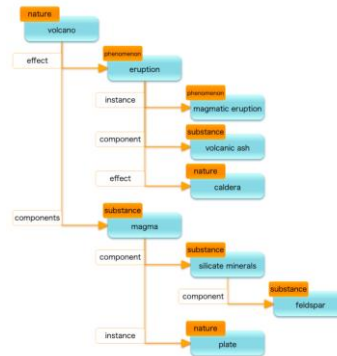 nature
volcano
effect
phenomenon
eruption
instance
phenomenon
magmatic eruption
component
substance
volcanic ash
effect
nature
caldera
components
substance
magma
component
substance
silicate minerals
component
substance
feldspar
instance
nature
plate